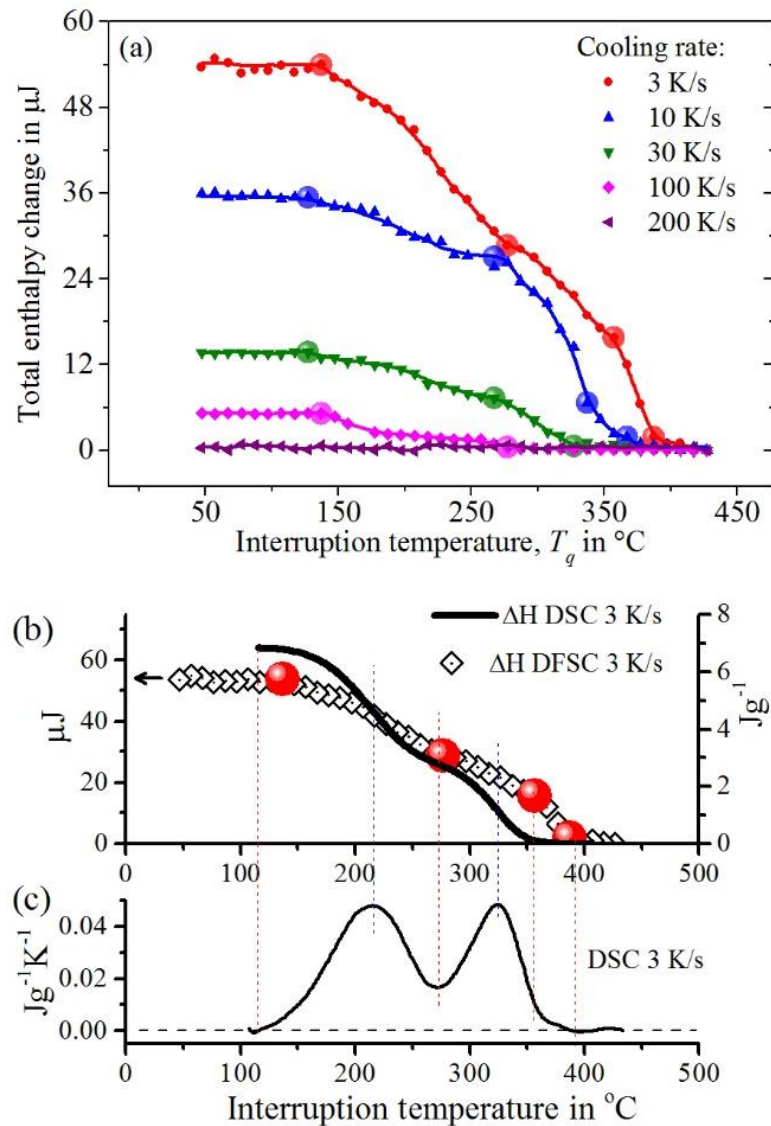 (a)
Cooling rate:
3 K/s
10 K/s
30 K/s
100 K/s
200 K/s
Total enthalpy change in µJ
60
48
36
24
12
0
50 150 250 350 450
Interruption temperature, T_q in °C
(b)
ΔH DSC 3 K/s
ΔH DFSC 3 K/s
µJ
60
40
20
0
Jg⁻¹
8
6
4
2
0
0 100 200 300 400 500
(c)
Jg⁻¹K⁻¹
0.04
0.02
0.00
DSC 3 K/s
0 100 200 300 400 500
Interruption temperature in °C